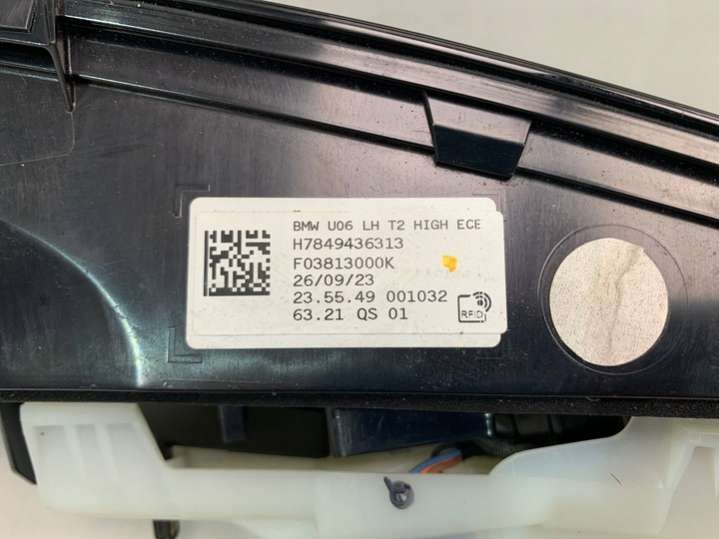 BMW U06 LH T2 HIGH ECE
H7849436313
F03813000K
26/09/23
23.55.49 001032
63.21 QS 01
RFID